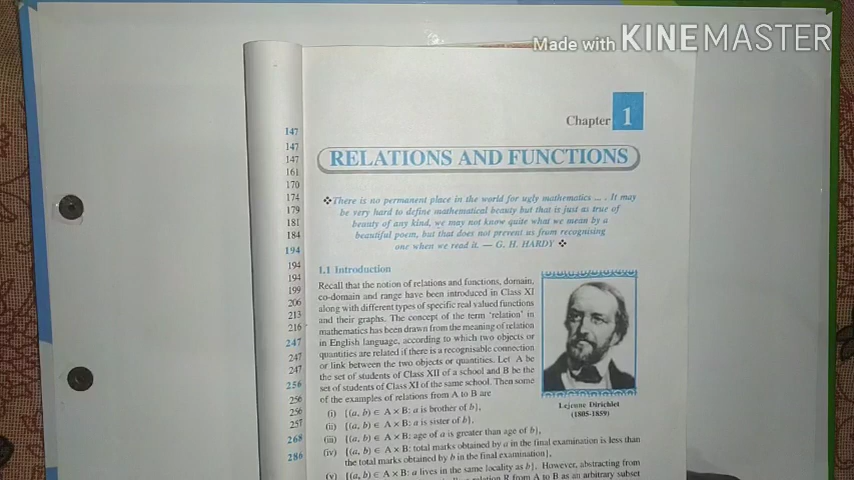 Made with KINEMASTER
147
147
147
161
170
174
179
181
184
194
194
194
199
206
213
216
247
247
247
256
256
256
257
268
286
Chapter 1
RELATIONS AND FUNCTIONS
❖There is no permanent place in the world for ugly mathematics ... . It may
be very hard to define mathematical beauty but that is just as true of
beauty of any kind, we may not know quite what we mean by a
beautiful poem, but that does not prevent us from recognising
one when we read it. — G. H. HARDY ❖
1.1 Introduction
Recall that the notion of relations and functions, domain,
co-domain and range have been introduced in Class XI
along with different types of specific real valued functions
and their graphs. The concept of the term ‘relation’ in
mathematics has been drawn from the meaning of relation
in English language, according to which two objects or
quantities are related if there is a recognisable connection
or link between the two objects or quantities. Let A be
the set of students of Class XII of a school and B be the
set of students of Class XI of the same school. Then some
of the examples of relations from A to B are
(i) {(a, b) ∈ A × B: a is brother of b},
(ii) {(a, b) ∈ A × B: a is sister of b},
(iii) {(a, b) ∈ A × B: age of a is greater than age of b},
(iv) {(a, b) ∈ A × B: total marks obtained by a in the final examination is less than
the total marks obtained by b in the final examination},
(v) {(a, b) ∈ A × B: a lives in the same locality as b}. However, abstracting from
relation R from A to B as an arbitrary subset
Lejeune Dirichlet
(1805-1859)